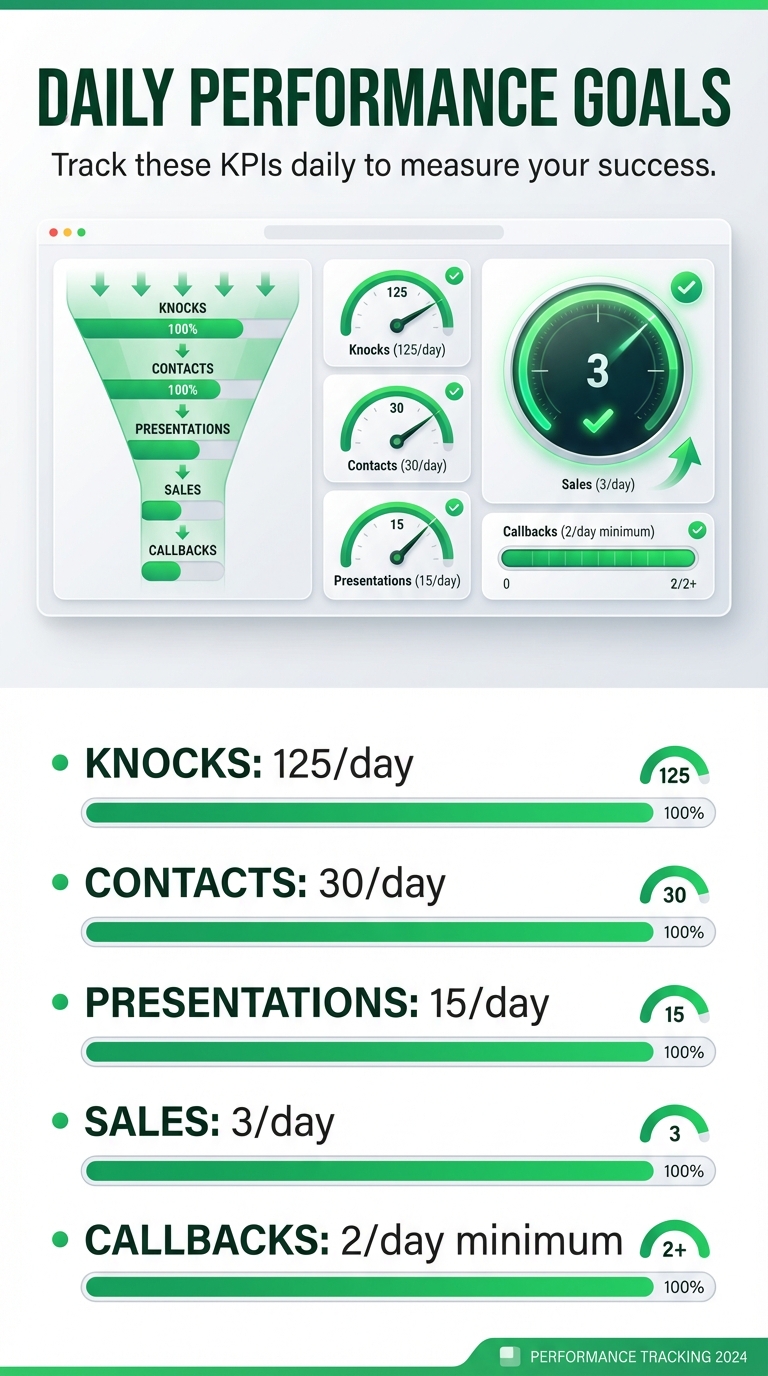 DAILY PERFORMANCE GOALS
Track these KPIs daily to measure your success.
KNOCKS
100%
CONTACTS
100%
PRESENTATIONS
SALES
CALLBACKS
125
Knocks (125/day)
30
Contacts (30/day)
15
Presentations (15/day)
3
Sales (3/day)
Callbacks (2/day minimum)
0 2/2+
KNOCKS: 125/day 125
100%
CONTACTS: 30/day 30
100%
PRESENTATIONS: 15/day 15
100%
SALES: 3/day 3
100%
CALLBACKS: 2/day minimum 2+
100%
PERFORMANCE TRACKING 2024